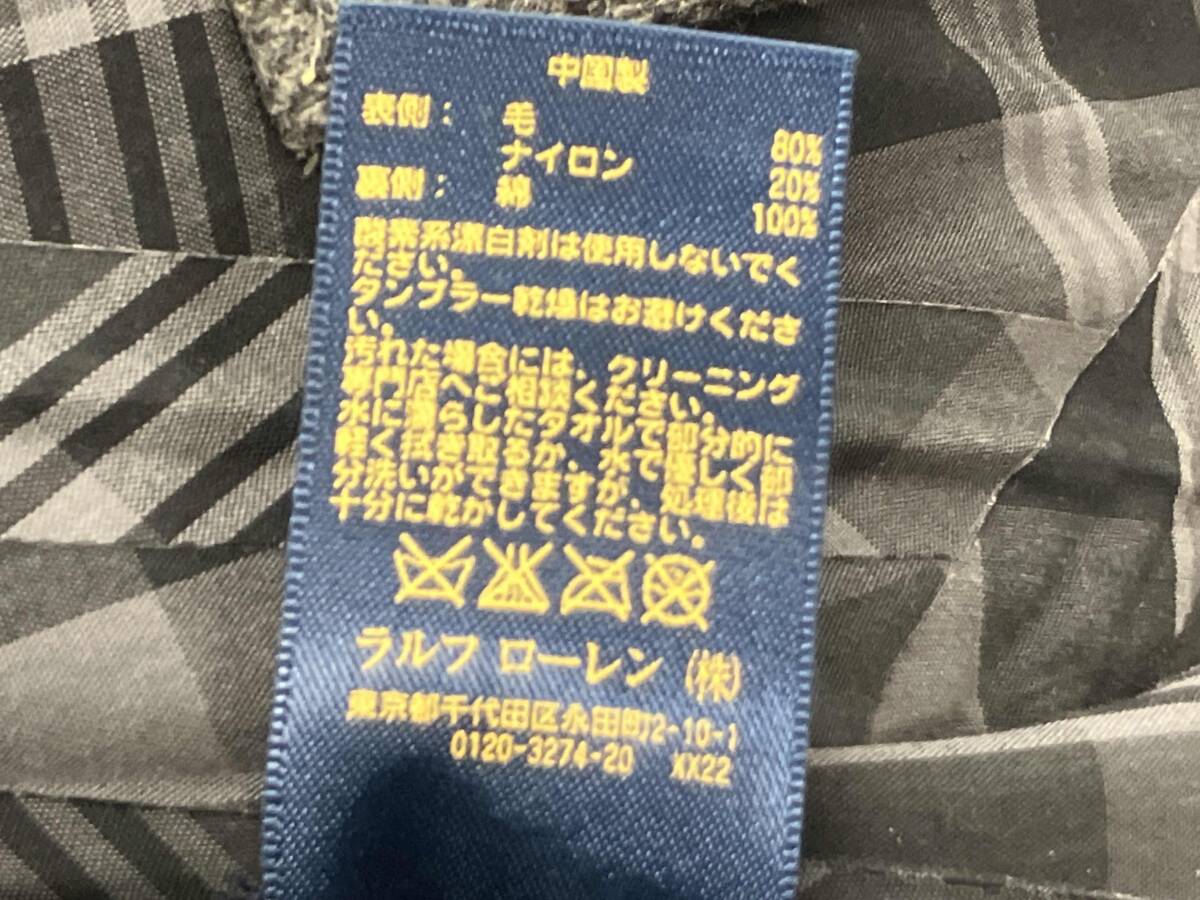 中国製
表側： 毛 80%
ナイロン 20%
裏側： 綿 100%
酸素系漂白剤は使用しないでく
ださい。
タンブラー乾燥はお避けくださ
い。
汚れた場合には、クリーニング
専門店へご相談ください。
水に濡らしたタオルで部分的に
軽く拭き取るか、水で優しく部
分洗いができますが、処理後は
十分に乾かしてください。
ラルフ ローレン (株)
東京都千代田区永田町2-10-1
0120-3274-20 XX22